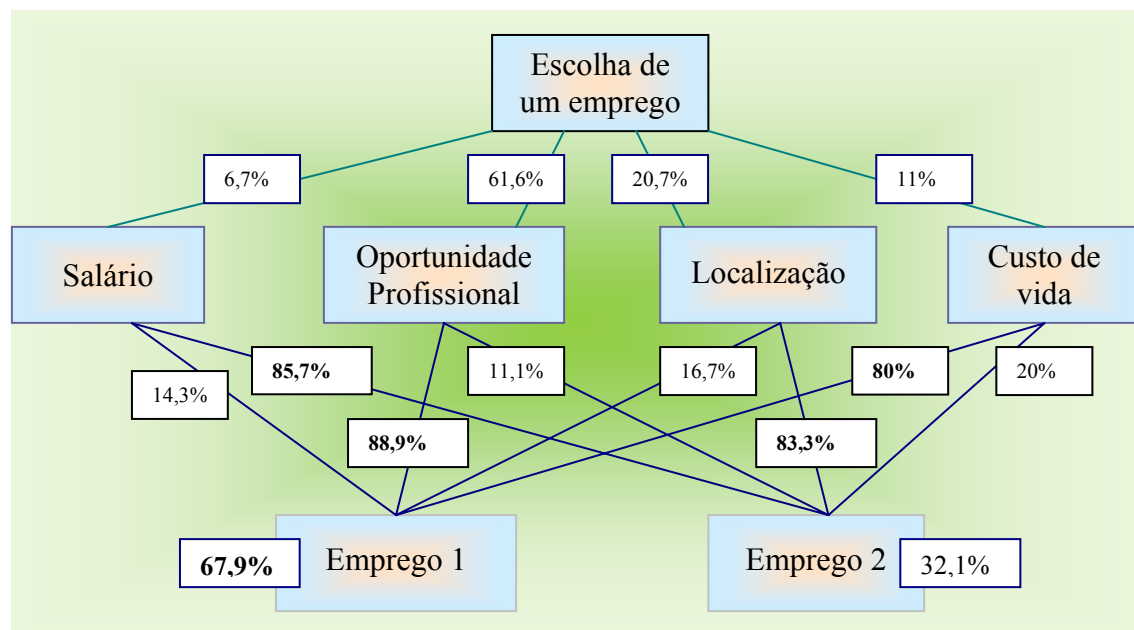 Escolha de
um emprego
6,7%
61,6%
20,7%
11%
Salário
Oportunidade
Profissional
Localização
Custo de
vida
14,3%
85,7%
11,1%
16,7%
80%
20%
88,9%
83,3%
67,9%
Emprego 1
Emprego 2
32,1%